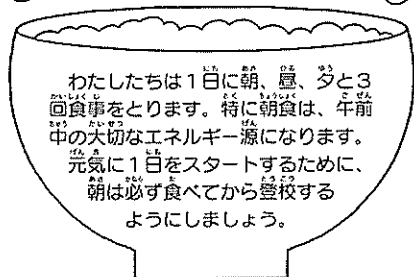 わたしたちは1日に朝、昼、夕と3
回食事をとります。特に朝食は、午前
中の大切なエネルギー源になります。
元気に1日をスタートするために、
朝は必ず食べてから登校する
ようにしましょう。